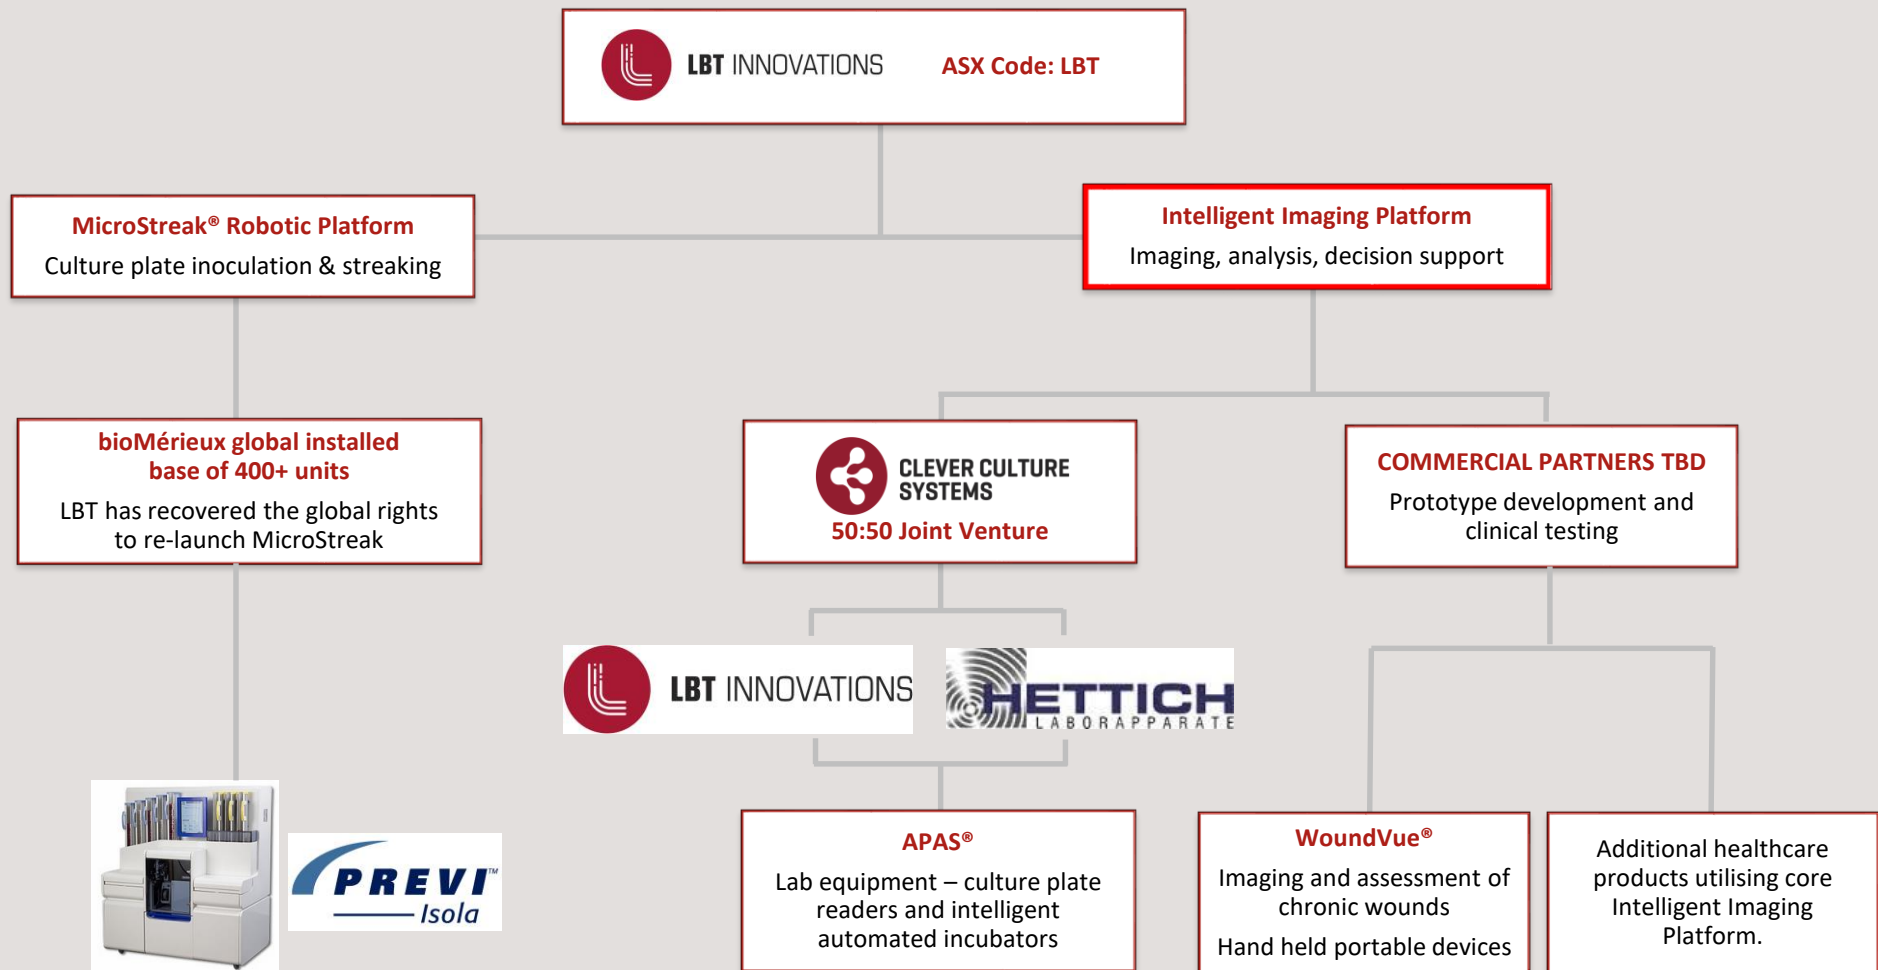 LBT INNOVATIONS
ASX Code: LBT
MicroStreak® Robotic Platform
Culture plate inoculation & streaking
Intelligent Imaging Platform
Imaging, analysis, decision support
bioMérieux global installed
base of 400+ units
LBT has recovered the global rights
to re-launch MicroStreak
CLEVER CULTURE
SYSTEMS
50:50 Joint Venture
COMMERCIAL PARTNERS TBD
Prototype development and
clinical testing
LBT INNOVATIONS
HETTICH
LABORAPPARATE
PREVI™
Isola
APAS®
Lab equipment – culture plate
readers and intelligent
automated incubators
WoundVue®
Imaging and assessment of
chronic wounds
Hand held portable devices
Additional healthcare
products utilising core
Intelligent Imaging
Platform.